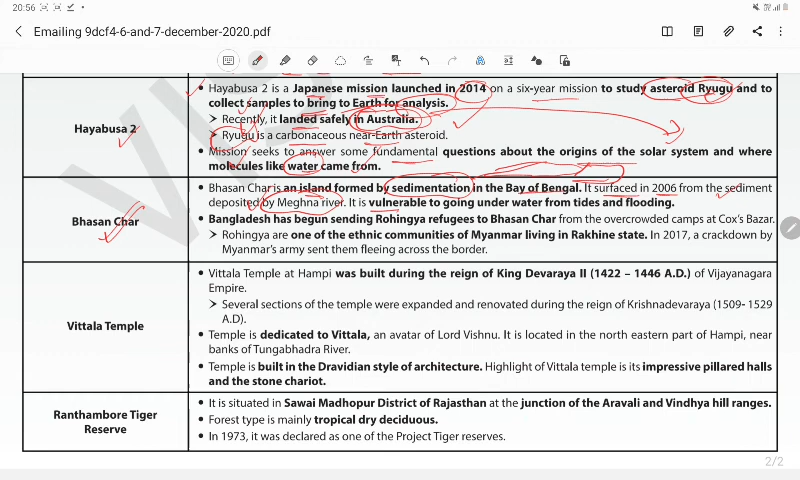 20:56
Emailing 9dcf4-6-and-7-december-2020.pdf
Hayabusa 2 is a Japanese mission launched in 2014 on a six-year mission to study asteroid Ryugu and to
collect samples to bring to Earth for analysis.
➤ Recently, it landed safely in Australia.
Hayabusa 2
➤ Ryugu is a carbonaceous near-Earth asteroid.
• Mission seeks to answer some fundamental questions about the origins of the solar system and where
molecules like water came from.
• Bhasan Char is an island formed by sedimentation in the Bay of Bengal. It surfaced in 2006 from the sediment
deposited by Meghna river. It is vulnerable to going under water from tides and flooding.
Bhasan Char
• Bangladesh has begun sending Rohingya refugees to Bhasan Char from the overcrowded camps at Cox's Bazar.
➤ Rohingya are one of the ethnic communities of Myanmar living in Rakhine state. In 2017, a crackdown by
Myanmar's army sent them fleeing across the border.
• Vittala Temple at Hampi was built during the reign of King Devaraya II (1422 – 1446 A.D.) of Vijayanagara
Empire.
➤ Several sections of the temple were expanded and renovated during the reign of Krishnadevaraya (1509- 1529
A.D).
Vittala Temple
• Temple is dedicated to Vittala, an avatar of Lord Vishnu. It is located in the north eastern part of Hampi, near
banks of Tungabhadra River.
• Temple is built in the Dravidian style of architecture. Highlight of Vittala temple is its impressive pillared halls
and the stone chariot.
• It is situated in Sawai Madhopur District of Rajasthan at the junction of the Aravali and Vindhya hill ranges.
Ranthambore Tiger
Reserve
• Forest type is mainly tropical dry deciduous.
• In 1973, it was declared as one of the Project Tiger reserves.
2/2